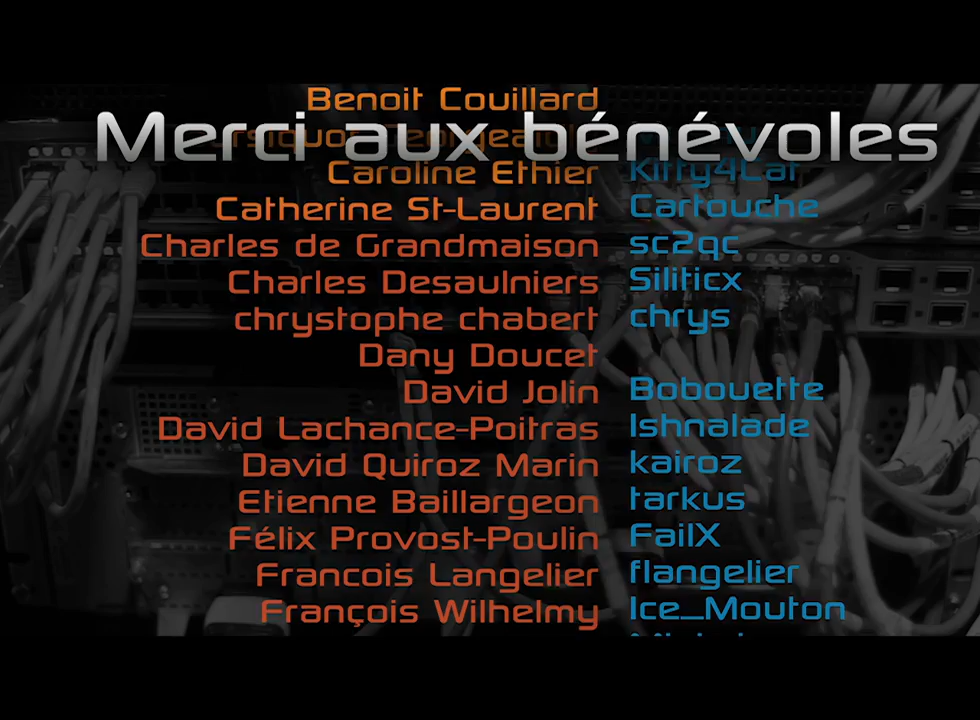 Benoit Couillard
Merci aux bénévoles
Caroline Ethier Kitty4Cat
Catherine St-Laurent Cartouche
Charles de Grandmaison sc2qc
Charles Desaulniers Siliticx
chrystophe chabert chrys
Dany Doucet
David Jolin Bobouette
David Lachance-Poitras Ishnalade
David Quiroz Marin kairoz
Etienne Baillargeon tarkus
Félix Provost-Poulin FailX
Francois Langelier flangelier
François Wilhelmy Ice_Mouton